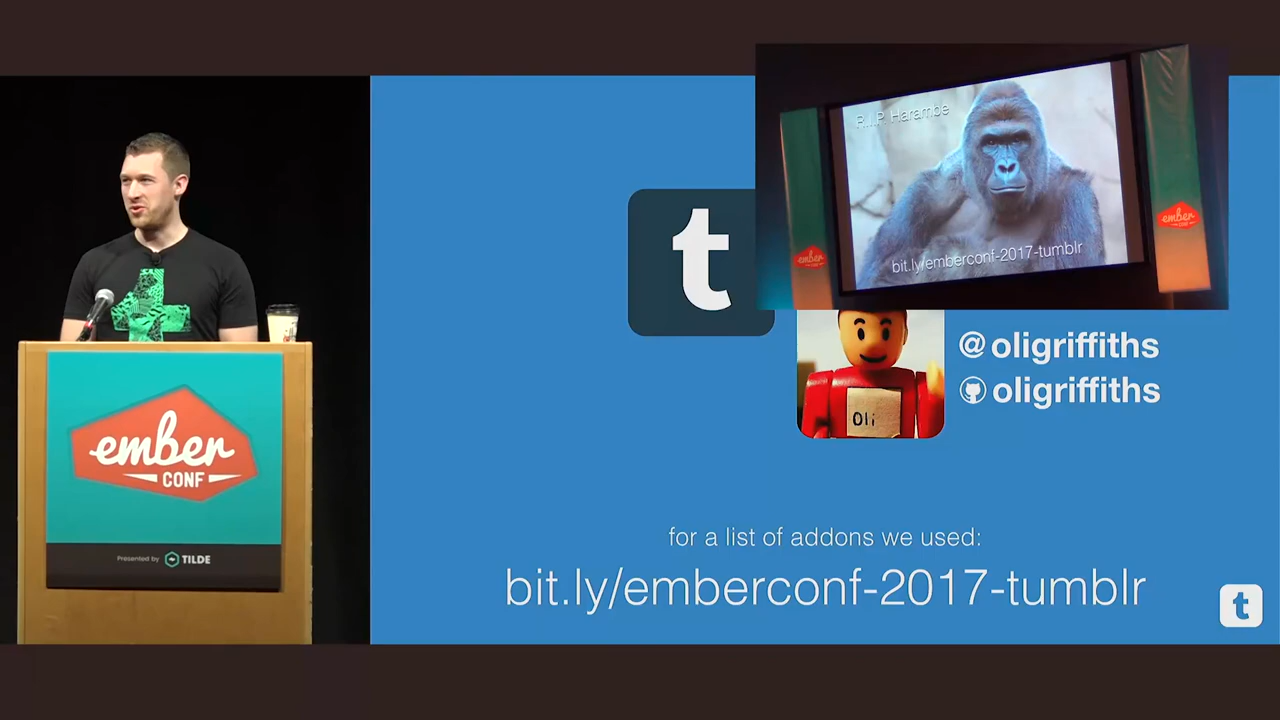 R.I.P. Harambe
bit.ly/emberconf-2017-tumblr
ember
CONF
ember
CONF
t
@oligriffiths
oligriffiths
Oli
ember
CONF
Presented by TILDE
for a list of addons we used:
bit.ly/emberconf-2017-tumblr
t